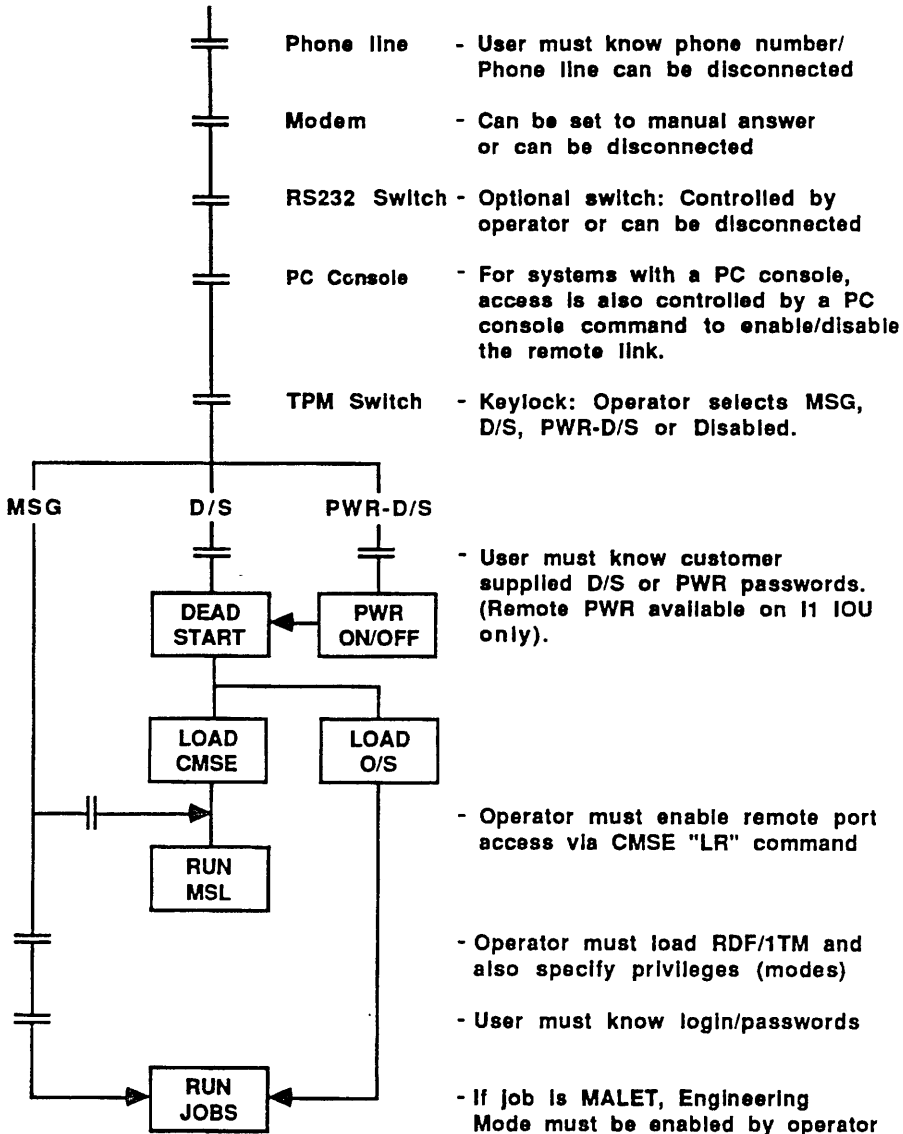 Phone line - User must know phone number/
Phone line can be disconnected
Modem - Can be set to manual answer
or can be disconnected
RS232 Switch - Optional switch: Controlled by
operator or can be disconnected
PC Console - For systems with a PC console,
access is also controlled by a PC
console command to enable/disable
the remote link.
TPM Switch - Keylock: Operator selects MSG,
D/S, PWR-D/S or Disabled.
MSG D/S PWR-D/S
- User must know customer
supplied D/S or PWR passwords.
(Remote PWR available on I1 IOU
only).
DEAD
START
PWR
ON/OFF
LOAD
CMSE
LOAD
O/S
- Operator must enable remote port
access via CMSE "LR" command
RUN
MSL
- Operator must load RDF/1TM and
also specify privileges (modes)
- User must know login/passwords
RUN
JOBS
- If job is MALET, Engineering
Mode must be enabled by operator